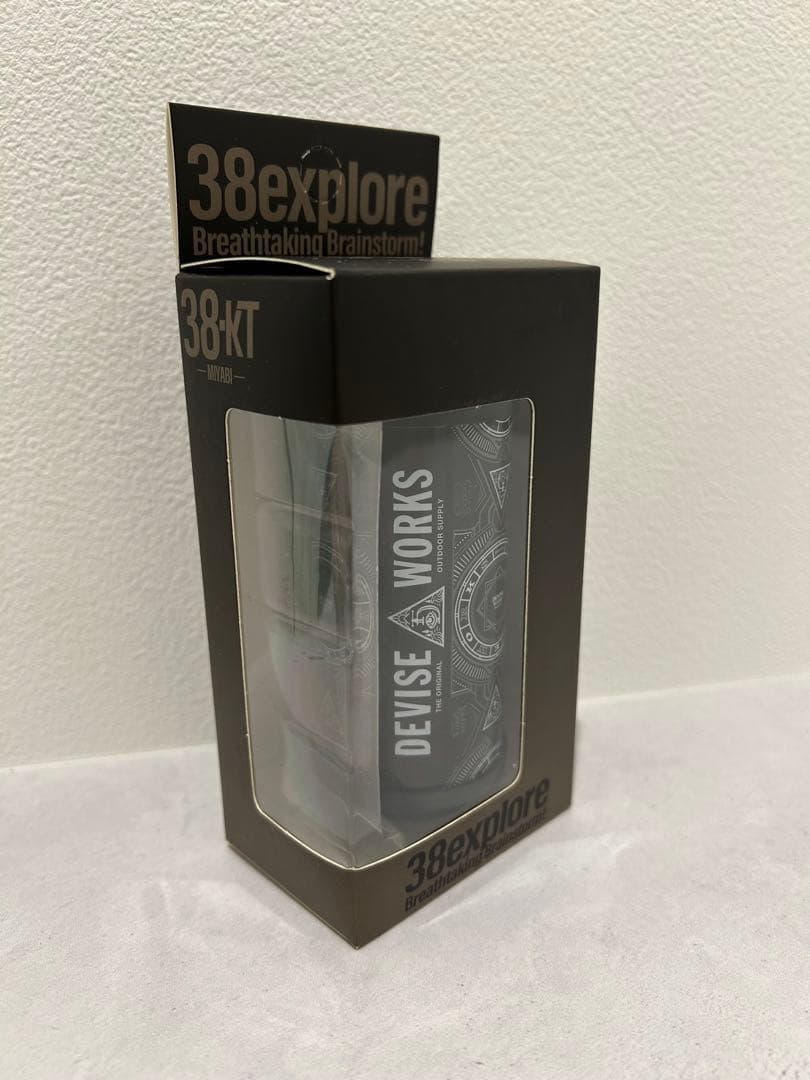 38explore
Breathtaking Brainstorm!
38-KT
—MIYABI—
DEVISE WORKS
THE ORIGINAL OUTDOOR SUPPLY
38explore
Breathtaking Brainstorm!